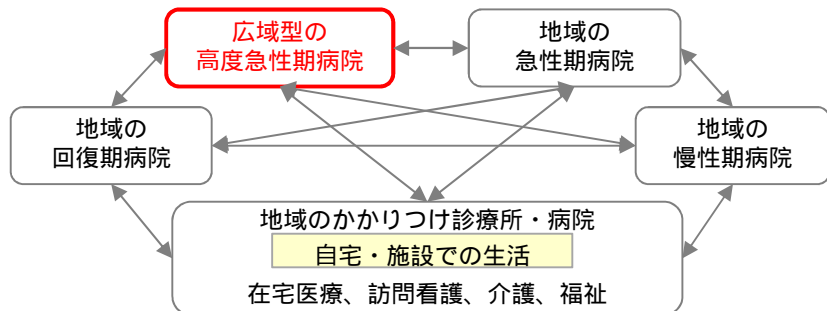 広域型の
高度急性期病院
地域の
急性期病院
地域の
回復期病院
地域の
慢性期病院
地域のかかりつけ診療所・病院
自宅・施設での生活
在宅医療、訪問看護、介護、福祉